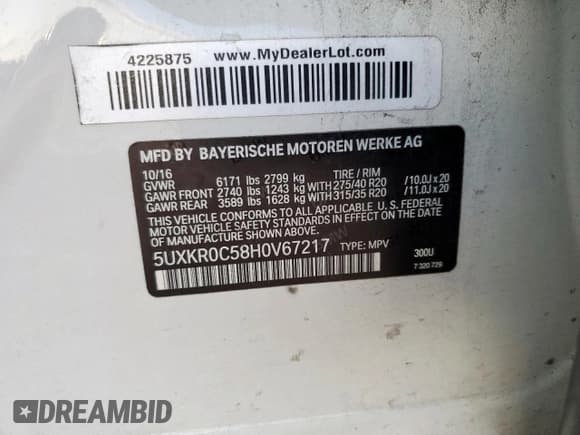 4225875 www.MyDealerLot.com
MFD BY BAYERISCHE MOTOREN WERKE AG
10/16 TIRE / RIM
GVWR 6171 lbs 2799 kg
GAWR FRONT 2740 lbs 1243 kg WITH 275/40 R20 /10.0J x 20
GAWR REAR 3589 lbs 1628 kg WITH 315/35 R20 /11.0J x 20
THIS VEHICLE CONFORMS TO ALL APPLICABLE U.S. FEDERAL
MOTOR VEHICLE SAFETY STANDARDS IN EFFECT ON THE DATE
OF MANUFACTURE SHOWN ABOVE.
5UXKR0C58H0V67217 TYPE: MPV 300U
7 320 729
DREAMBID